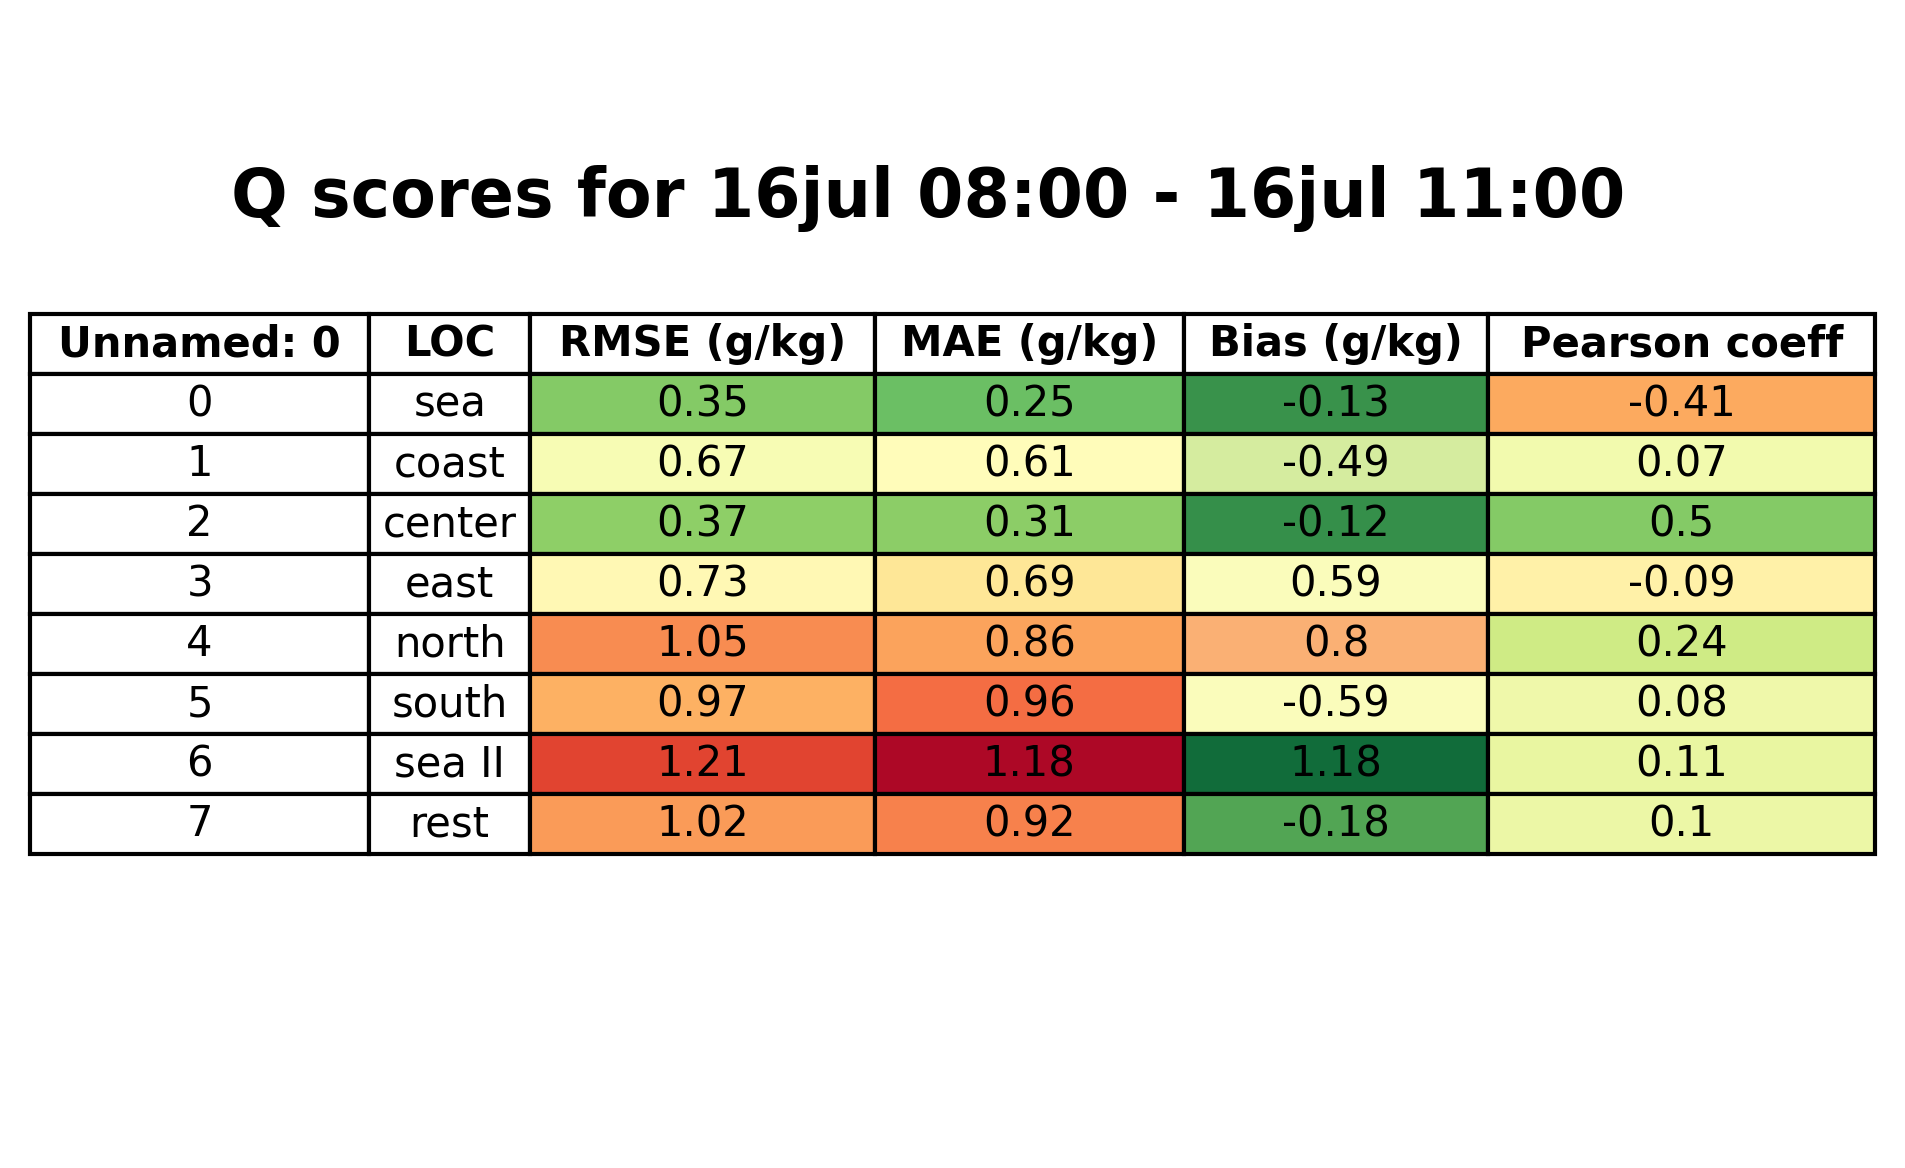 Q scores for 16jul 08:00 - 16jul 11:00
Unnamed: 0 LOC RMSE (g/kg) MAE (g/kg) Bias (g/kg) Pearson coeff
0 sea 0.35 0.25 -0.13 -0.41
1 coast 0.67 0.61 -0.49 0.07
2 center 0.37 0.31 -0.12 0.5
3 east 0.73 0.69 0.59 -0.09
4 north 1.05 0.86 0.8 0.24
5 south 0.97 0.96 -0.59 0.08
6 sea II 1.21 1.18 1.18 0.11
7 rest 1.02 0.92 -0.18 0.1